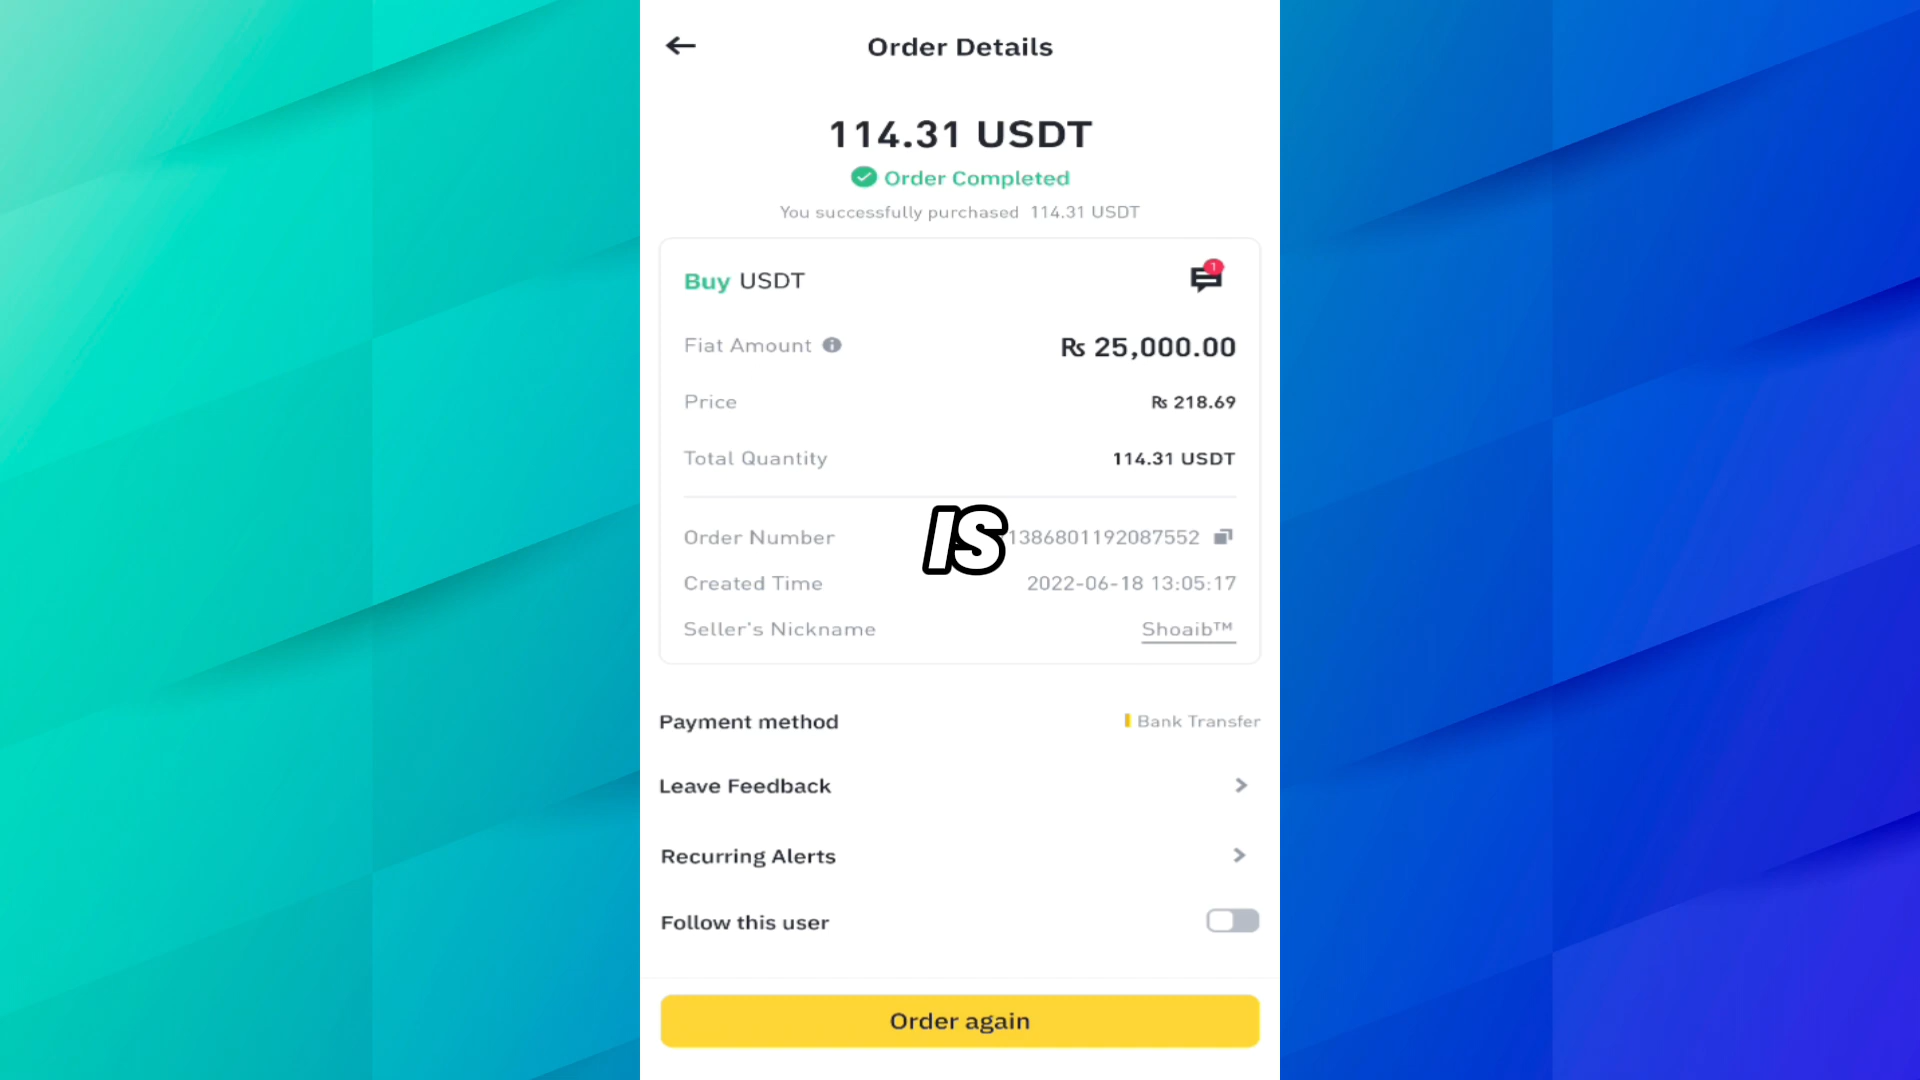 Order Details
114.31 USDT
Order Completed
You successfully purchased 114.31 USDT
Buy USDT
1
Fiat Amount
₨ 25,000.00
Price
₨ 218.69
Total Quantity
114.31 USDT
Order Number
1386801192087552
IS
Created Time
2022-06-18 13:05:17
Seller's Nickname
Shoaib™
Payment method
Bank Transfer
Leave Feedback
Recurring Alerts
Follow this user
Order again